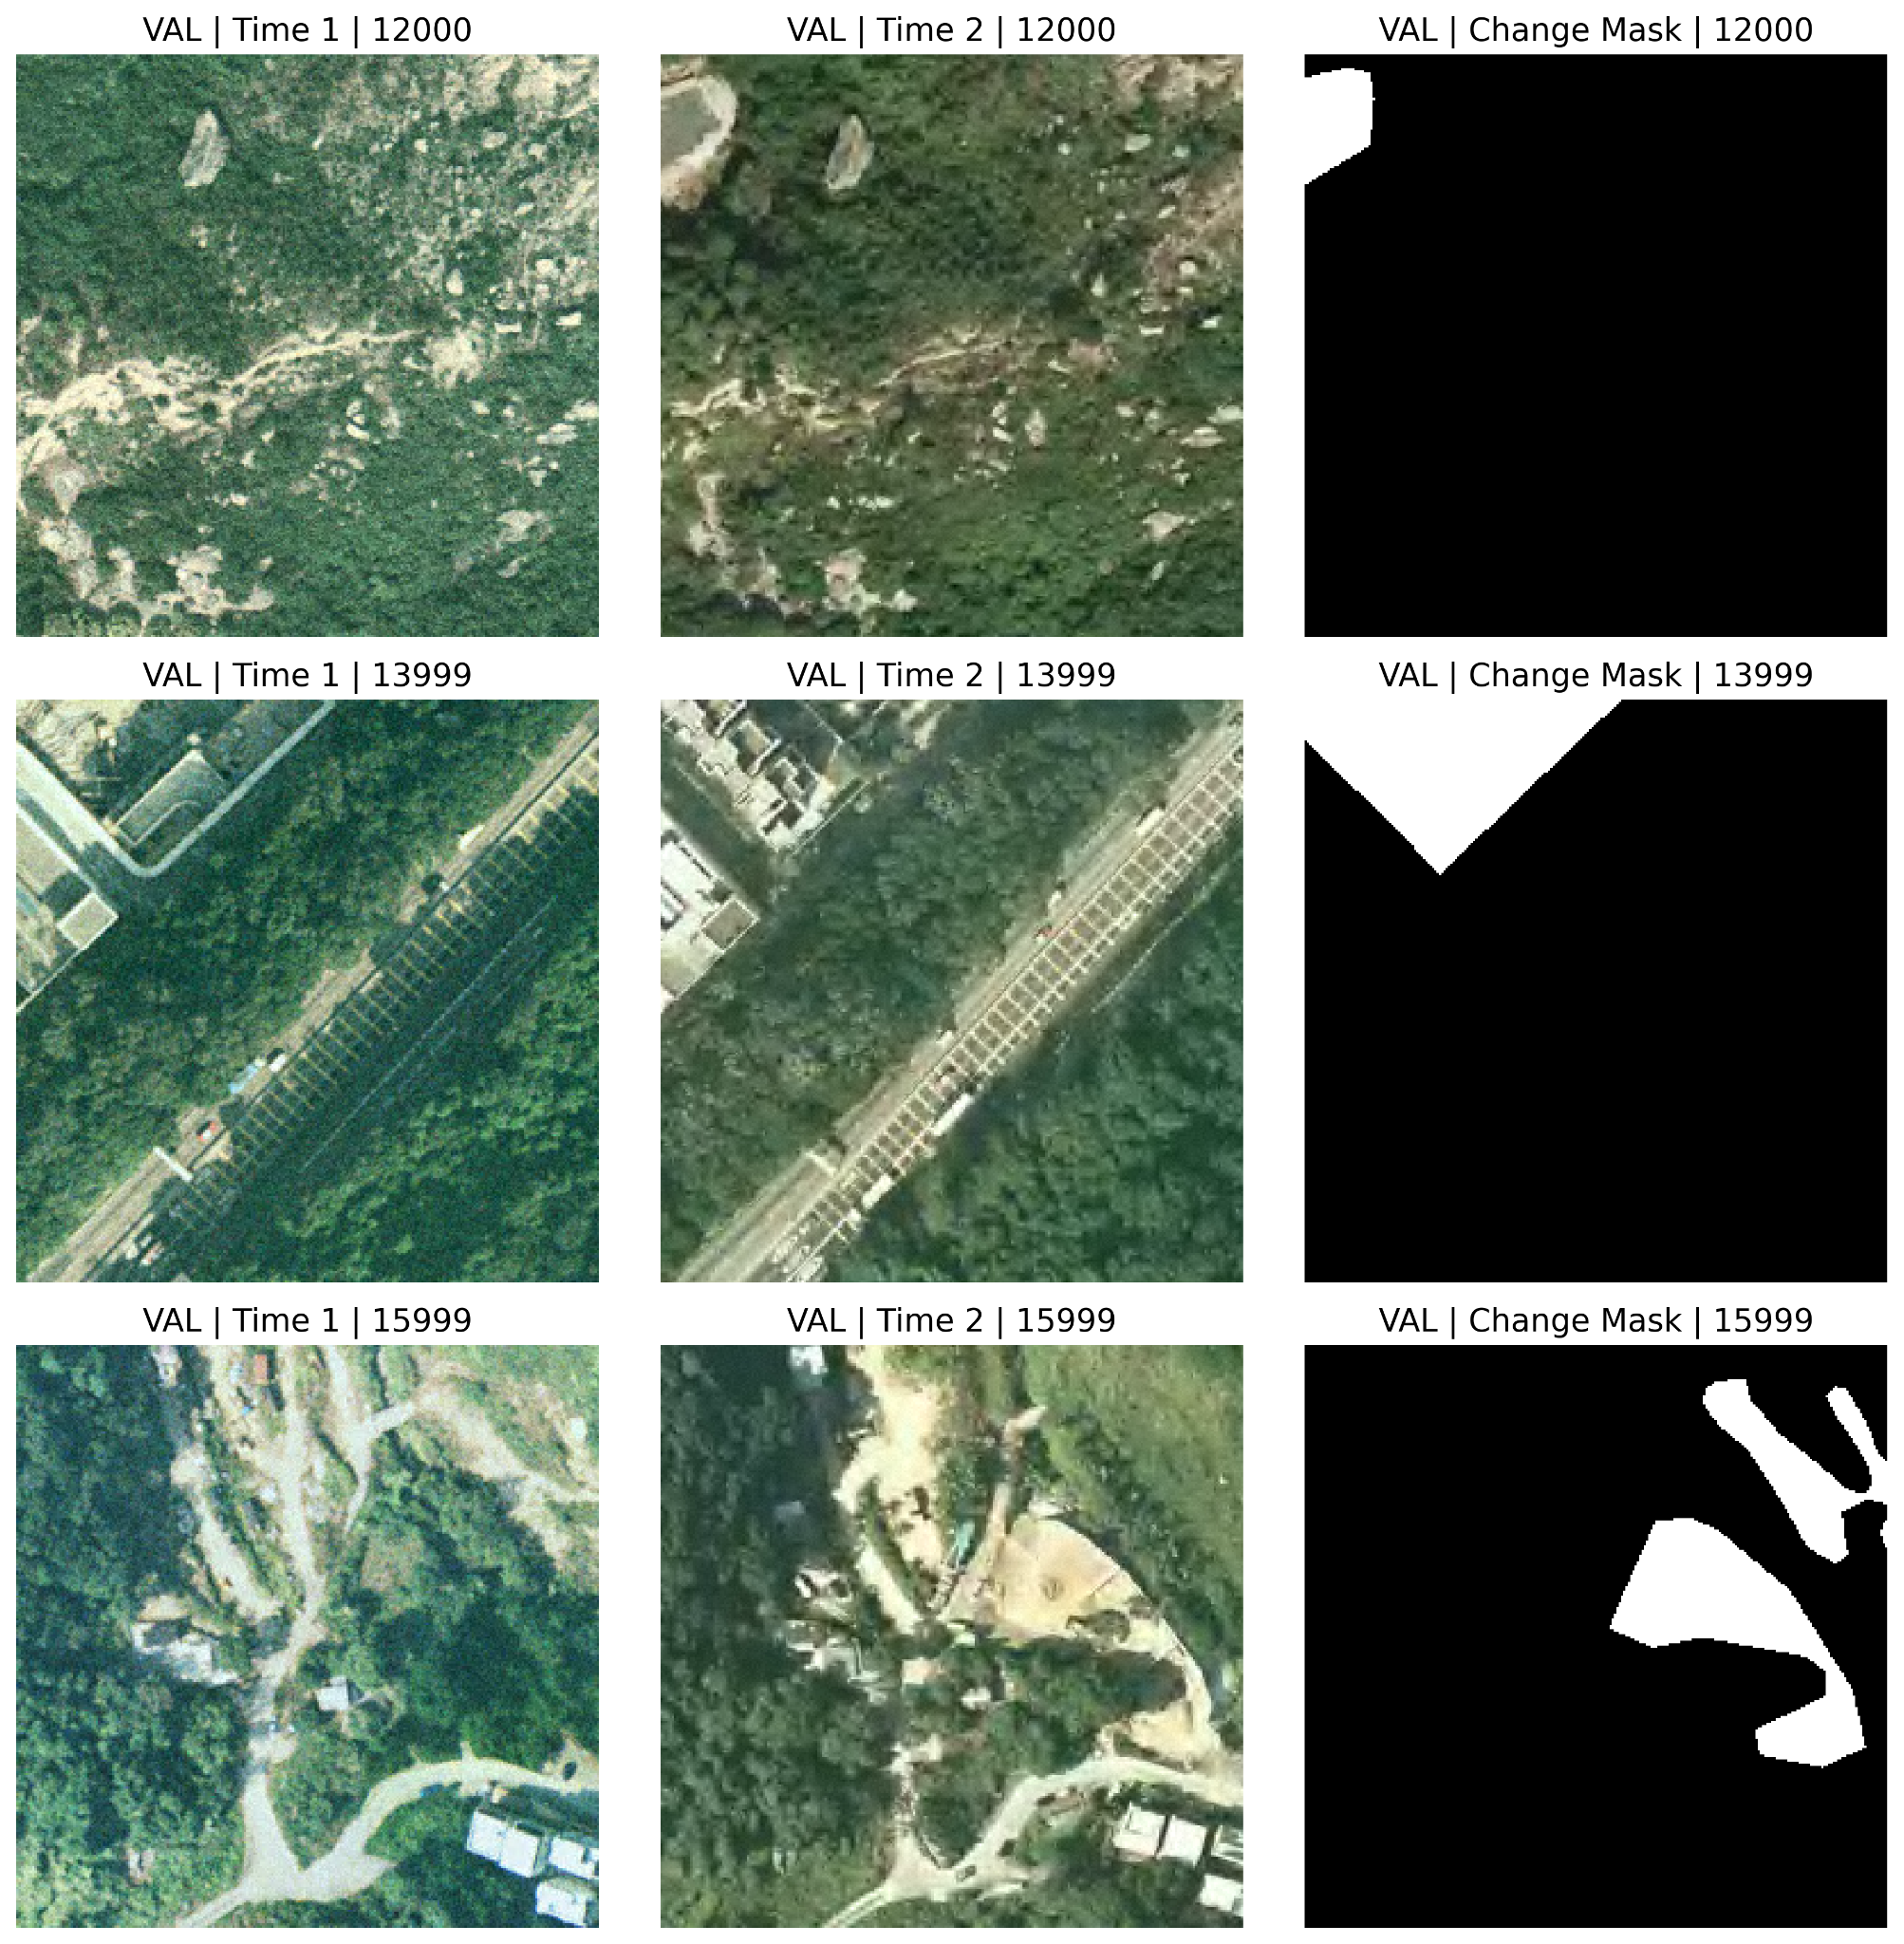 VAL | Time 1 | 12000
VAL | Time 2 | 12000
VAL | Change Mask | 12000
VAL | Time 1 | 13999
VAL | Time 2 | 13999
VAL | Change Mask | 13999
VAL | Time 1 | 15999
VAL | Time 2 | 15999
VAL | Change Mask | 15999